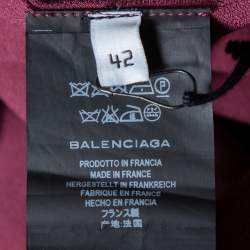 42
BALENCIAGA
PRODOTTO IN FRANCIA
MADE IN FRANCE
HERGESTELLT IN FRANKREICH
FABRIQUE EN FRANCE
HECHO EN FRANCIA
フランス製
产地:法国